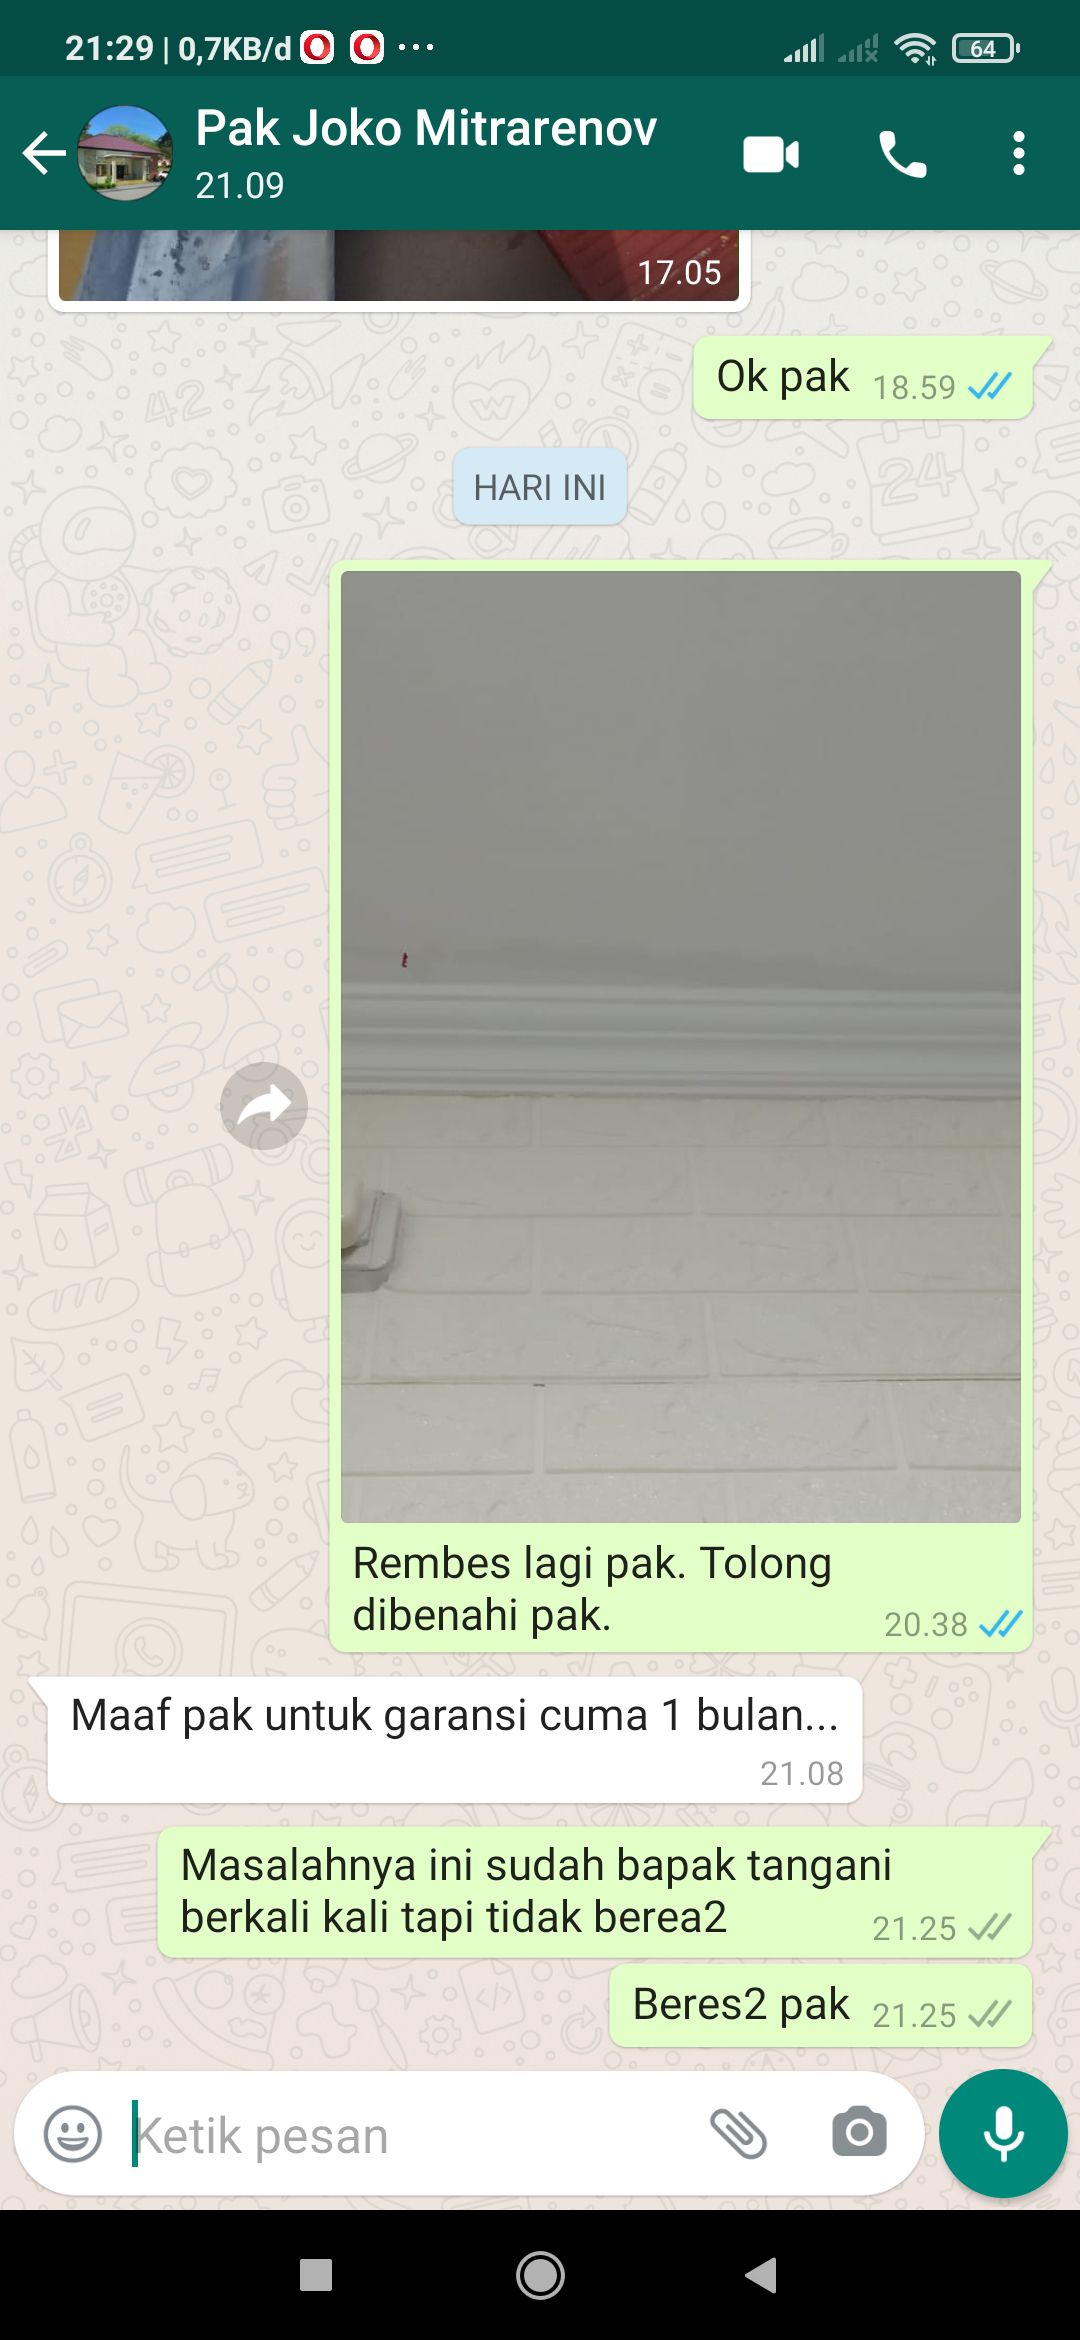 21:29 | 0,7KB/d
64
Pak Joko Mitrarenov
21.09
17.05
Ok pak 18.59
HARI INI
Rembes lagi pak. Tolong
dibenahi pak. 20.38
Maaf pak untuk garansi cuma 1 bulan...
21.08
Masalahnya ini sudah bapak tangani
berkali kali tapi tidak berea2 21.25
Beres2 pak 21.25
Ketik pesan